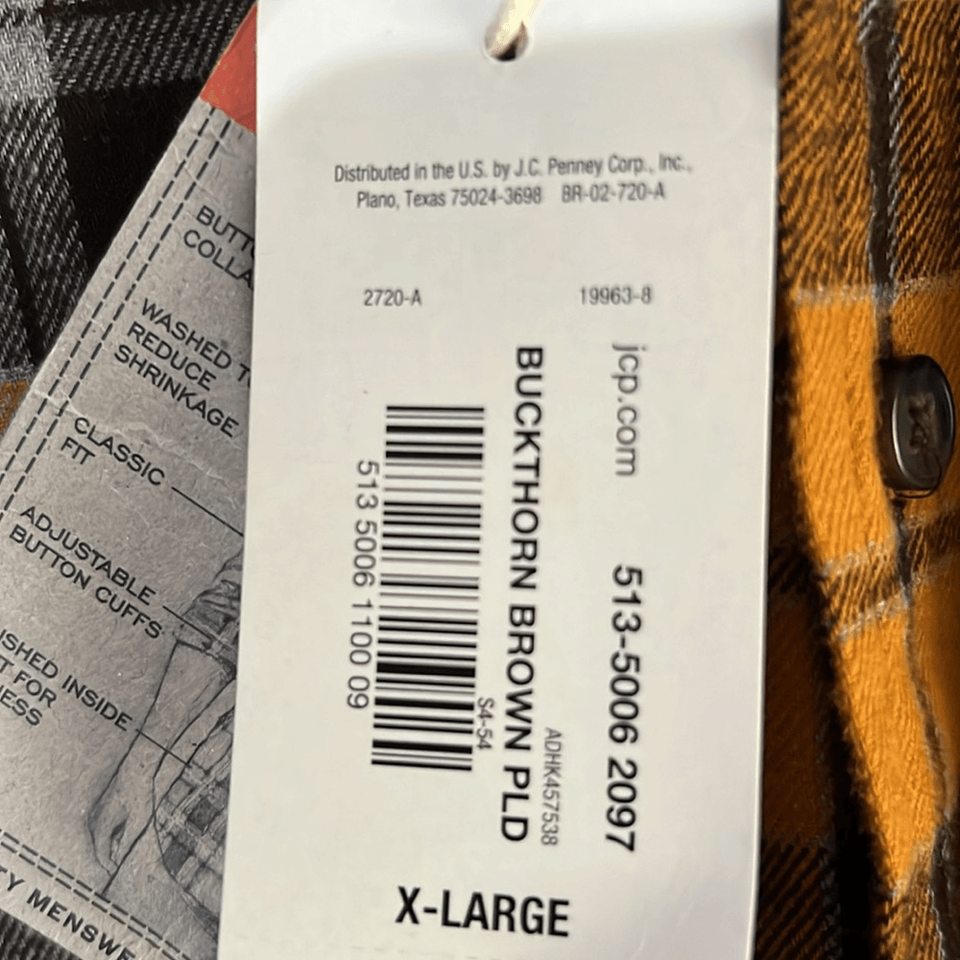 Distributed in the U.S. by J.C. Penney Corp., Inc.,
Plano, Texas 75024-3698 BR-02-720-A
2720-A 19963-8
jcp.com 513-5006 2097
ADHK457538
BUCKTHORN BROWN PLD
S4-54
513 5006 1100 09
X-LARGE
WASHED
REDUCE
SHRINKAGE
CLASSIC
FIT
ADJUSTABLE
BUTTON CUFFS
INSIDE
FOR